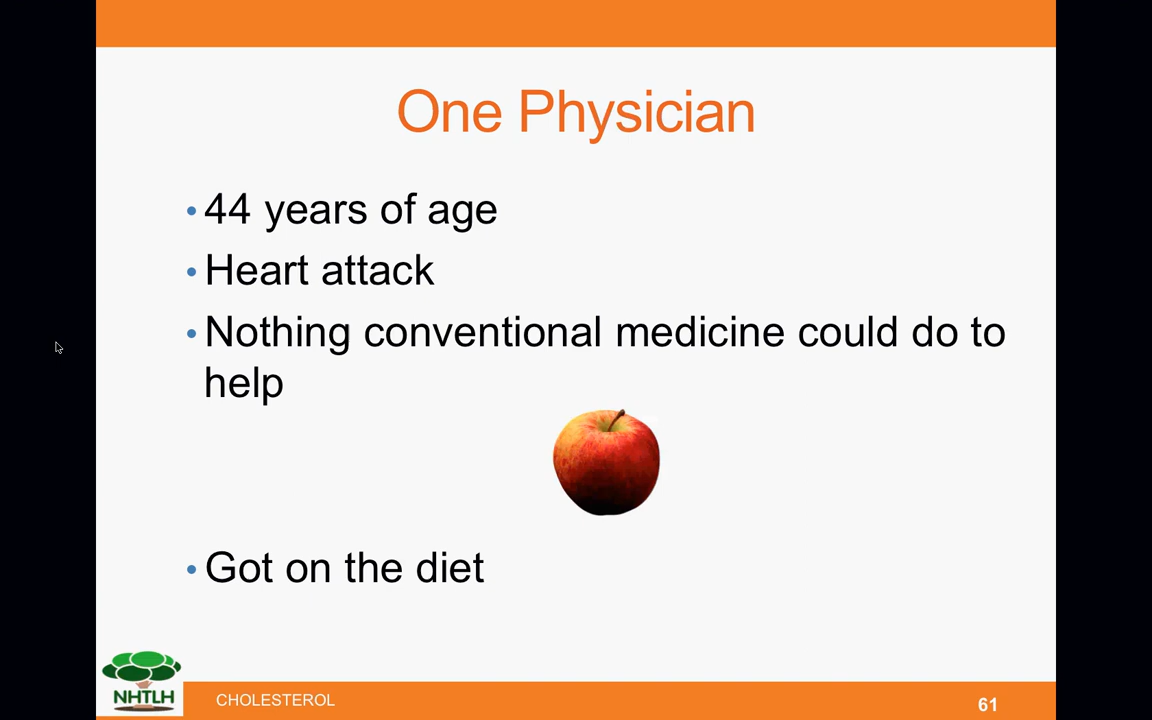 One Physician
• 44 years of age
• Heart attack
• Nothing conventional medicine could do to
help
• Got on the diet
NHTLH
CHOLESTEROL
61